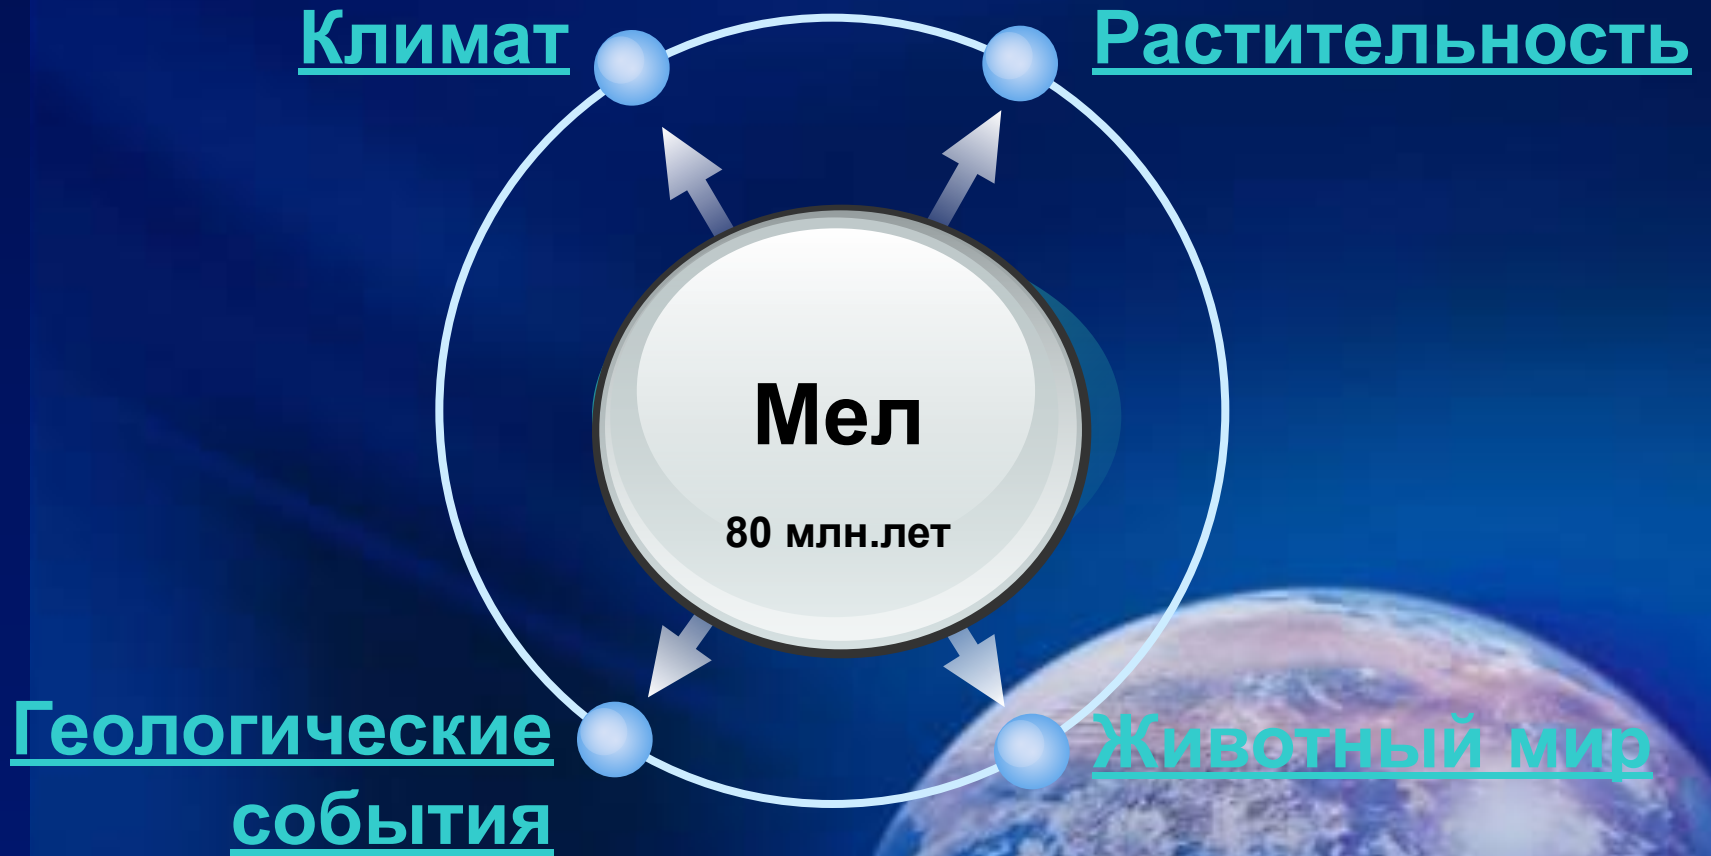 Климат
Растительность
Мел
80 млн.лет
Геологические
события
Животный мир